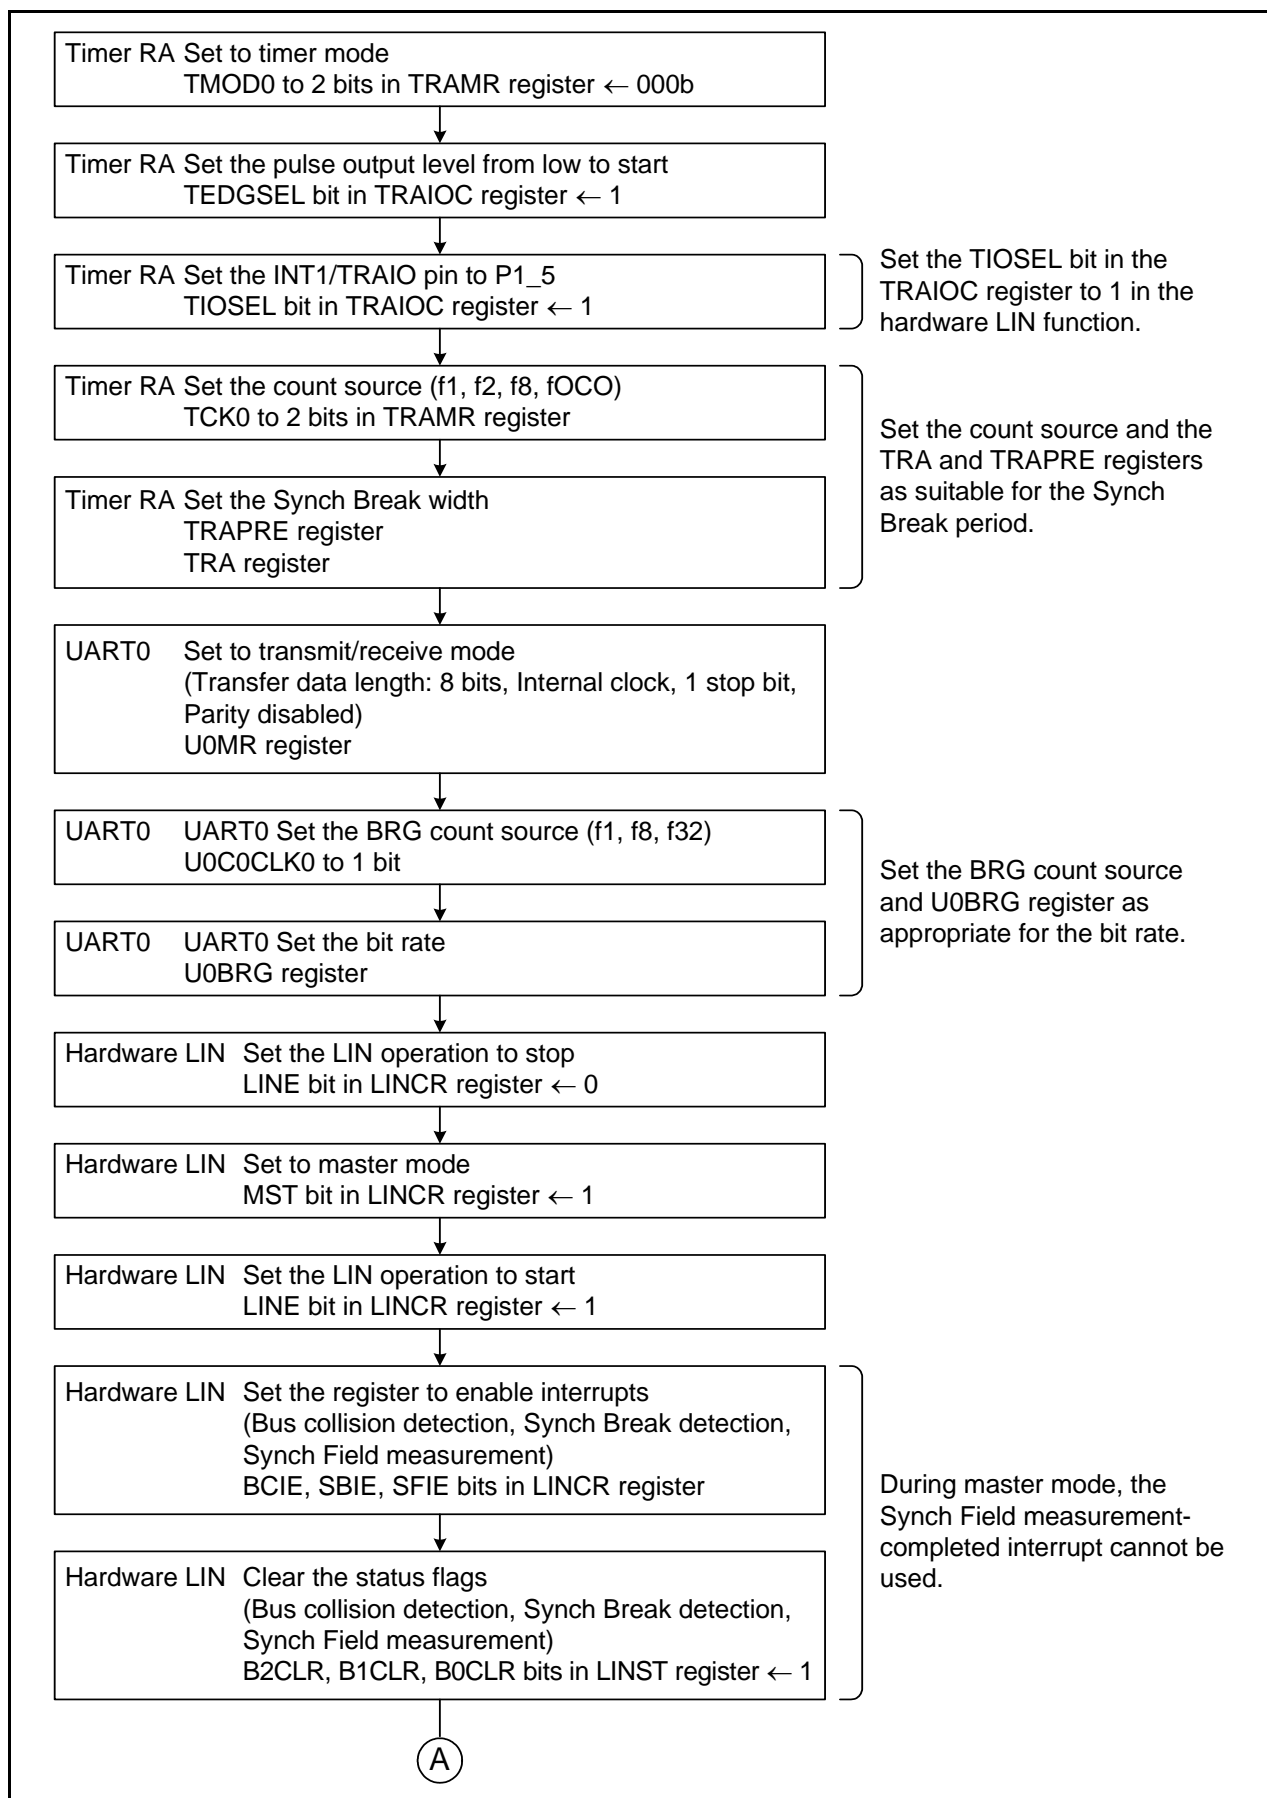 Timer RA Set to timer mode
TMOD0 to 2 bits in TRAMR register ← 000b
Timer RA Set the pulse output level from low to start
TEDGSEL bit in TRAIOC register ← 1
Timer RA Set the INT1/TRAIO pin to P1_5
TIOSEL bit in TRAIOC register ← 1
Set the TIOSEL bit in the
TRAIOC register to 1 in the
hardware LIN function.
Timer RA Set the count source (f1, f2, f8, fOCO)
TCK0 to 2 bits in TRAMR register
Timer RA Set the Synch Break width
TRAPRE register
TRA register
Set the count source and the
TRA and TRAPRE registers
as suitable for the Synch
Break period.
UART0 Set to transmit/receive mode
(Transfer data length: 8 bits, Internal clock, 1 stop bit,
Parity disabled)
U0MR register
UART0 UART0 Set the BRG count source (f1, f8, f32)
U0C0CLK0 to 1 bit
UART0 UART0 Set the bit rate
U0BRG register
Set the BRG count source
and U0BRG register as
appropriate for the bit rate.
Hardware LIN Set the LIN operation to stop
LINE bit in LINCR register ← 0
Hardware LIN Set to master mode
MST bit in LINCR register ← 1
Hardware LIN Set the LIN operation to start
LINE bit in LINCR register ← 1
Hardware LIN Set the register to enable interrupts
(Bus collision detection, Synch Break detection,
Synch Field measurement)
BCIE, SBIE, SFIE bits in LINCR register
Hardware LIN Clear the status flags
(Bus collision detection, Synch Break detection,
Synch Field measurement)
B2CLR, B1CLR, B0CLR bits in LINST register ← 1
During master mode, the
Synch Field measurement-
completed interrupt cannot be
used.
A